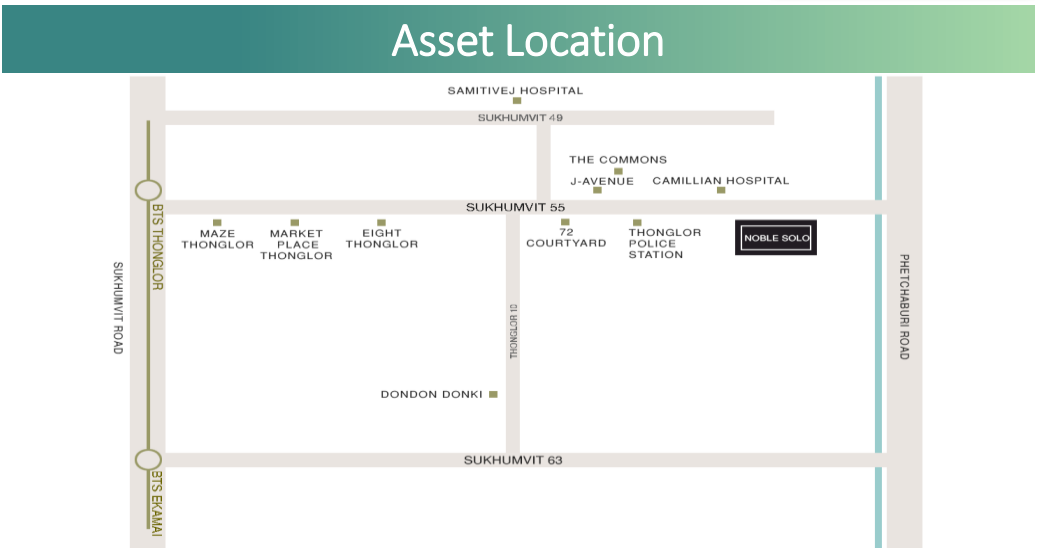 Asset Location
SAMITIVEJ HOSPITAL
SUKHUMVIT 49
THE COMMONS
J-AVENUE
CAMILLIAN HOSPITAL
SUKHUMVIT 55
BTS THONGLOR
MAZE
THONGLOR
MARKET
PLACE
THONGLOR
EIGHT
THONGLOR
72
COURTYARD
THONGLOR
POLICE
STATION
NOBLE SOLO
SUKHUMVIT ROAD
PHETCHABURI ROAD
THONGLOR 10
DONDON DONKI
SUKHUMVIT 63
BTS EKAMAI